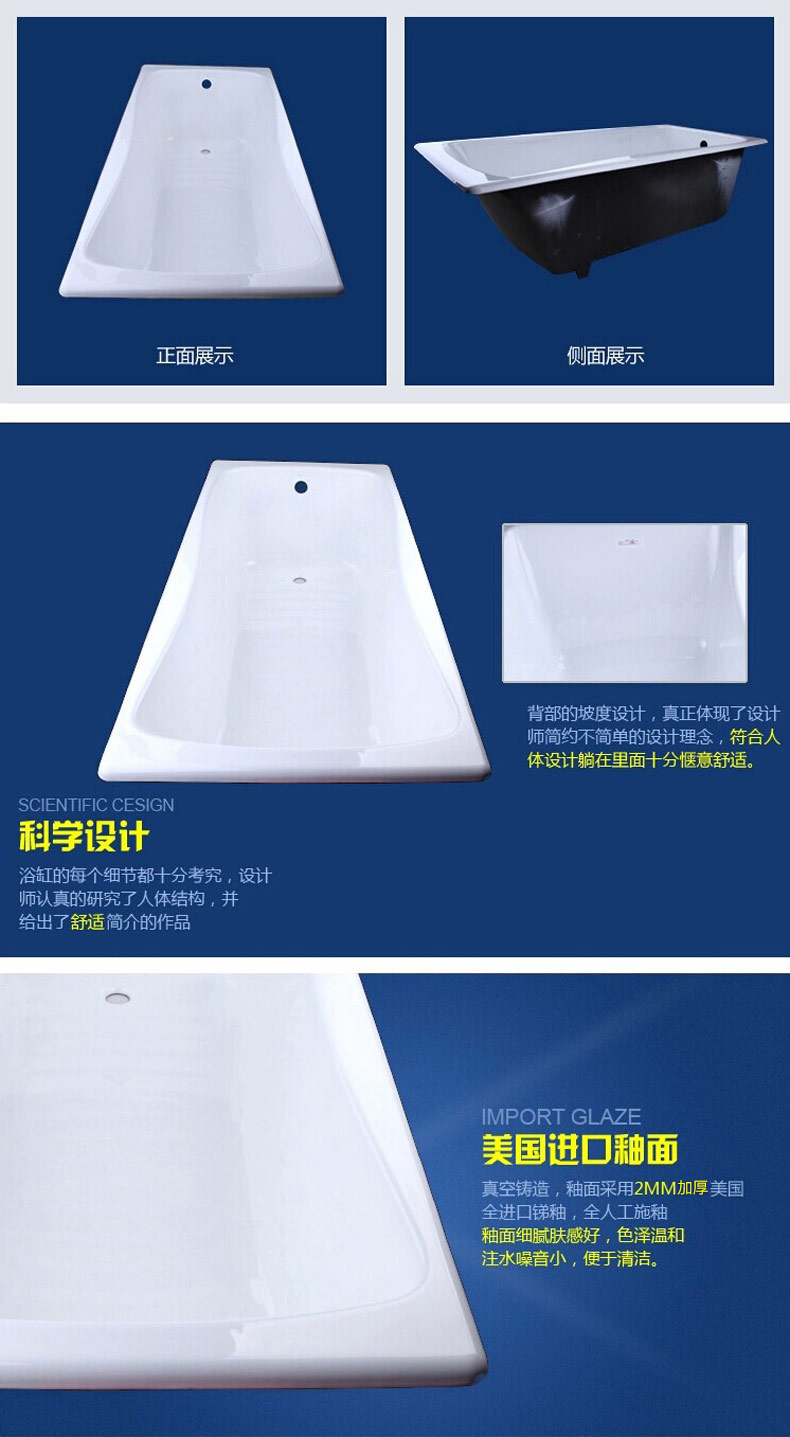 正面展示
侧面展示
背部的坡度设计，真正体现了设计
师简约不简单的设计理念，符合人
体设计躺在里面十分惬意舒适。
SCIENTIFIC CESIGN
科学设计
浴缸的每个细节都十分考究，设计
师认真的研究了人体结构，并
给出了舒适简介的作品
IMPORT GLAZE
美国进口釉面
真空铸造，釉面采用2MM加厚美国
全进口锑釉，全人工施釉
釉面细腻肤感好，色泽温和
注水噪音小，便于清洁。